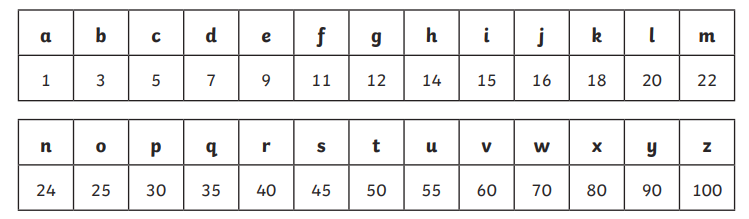 a b c d e f g h i j k l m
1 3 5 7 9 11 12 14 15 16 18 20 22
n o p q r s t u v w x y z
24 25 30 35 40 45 50 55 60 70 80 90 100